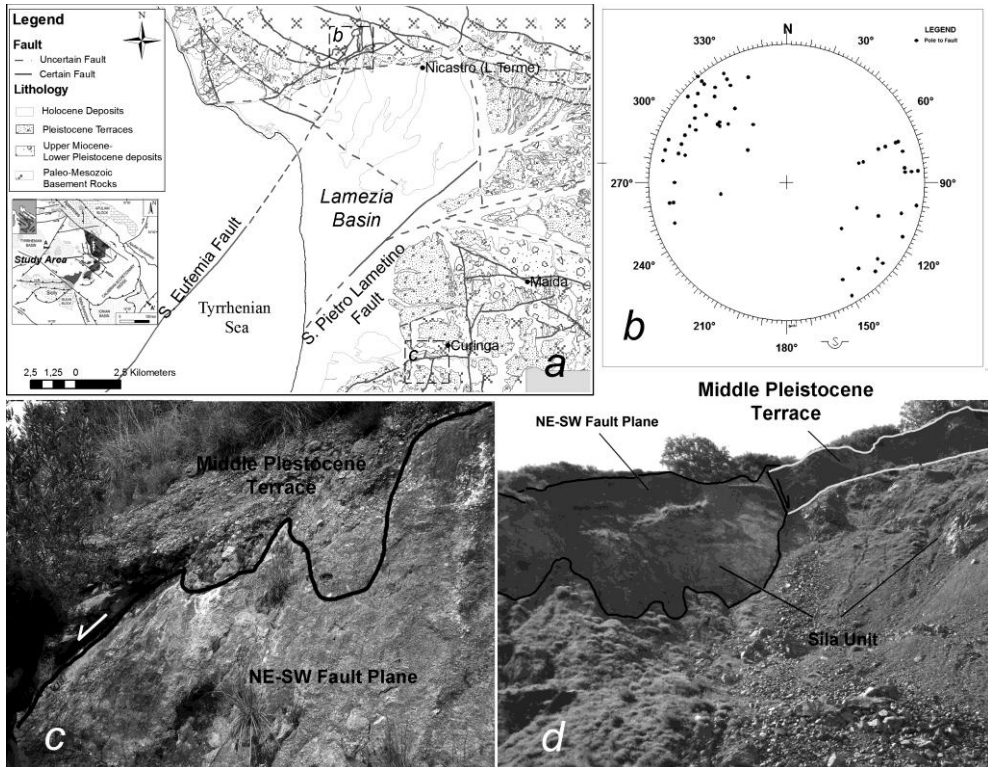 Legend
Fault
Uncertain Fault
Certain Fault
Lithology
Holocene Deposits
Pleistocene Terraces
Upper Miocene-
Lower Pleistocene deposits
Paleo-Mesozoic
Basement Rocks
N
Study Area
b
Nicastro (L.Terme)
Lamezia
Basin
S. Eufemia Fault
S. Pietro Lametino
Fault
Tyrrhenian
Sea
Maida
Curinga
c
2,5 1,25 0 2,5 Kilometers
a
LEGEND
Pole to Fault
N
30°
60°
90°
120°
150°
180°
210°
240°
270°
300°
330°
S
b
Middle Plestocene
Terrace
NE-SW Fault Plane
c
Middle Pleistocene
Terrace
NE-SW Fault Plane
Sila Unit
d